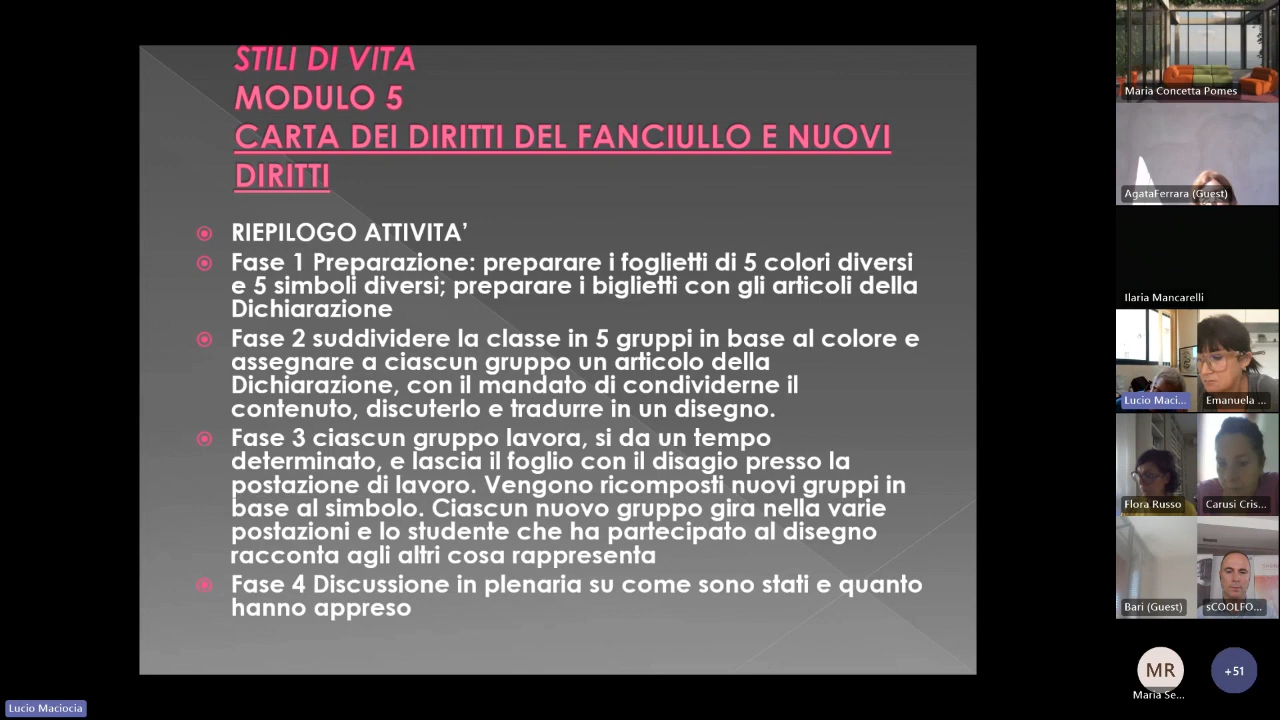 STILI DI VITA
MODULO 5
CARTA DEI DIRITTI DEL FANCIULLO E NUOVI
DIRITTI
RIEPILOGO ATTIVITA’
Fase 1 Preparazione: preparare i foglietti di 5 colori diversi
e 5 simboli diversi; preparare i biglietti con gli articoli della
Dichiarazione
Fase 2 suddividere la classe in 5 gruppi in base al colore e
assegnare a ciascun gruppo un articolo della
Dichiarazione, con il mandato di condividerne il
contenuto, discuterlo e tradurre in un disegno.
Fase 3 ciascun gruppo lavora, si da un tempo
determinato, e lascia il foglio con il disagio presso la
postazione di lavoro. Vengono ricomposti nuovi gruppi in
base al simbolo. Ciascun nuovo gruppo gira nella varie
postazioni e lo studente che ha partecipato al disegno
racconta agli altri cosa rappresenta
Fase 4 Discussione in plenaria su come sono stati e quanto
hanno appreso
Maria Concetta Pomes
AgataFerrara (Guest)
Ilaria Mancarelli
Lucio Maci...
Emanuela ...
Flora Russo
Carusi Cris...
Bari (Guest)
sCOOLFO...
MR
Maria Se...
+51
Lucio Maciocia